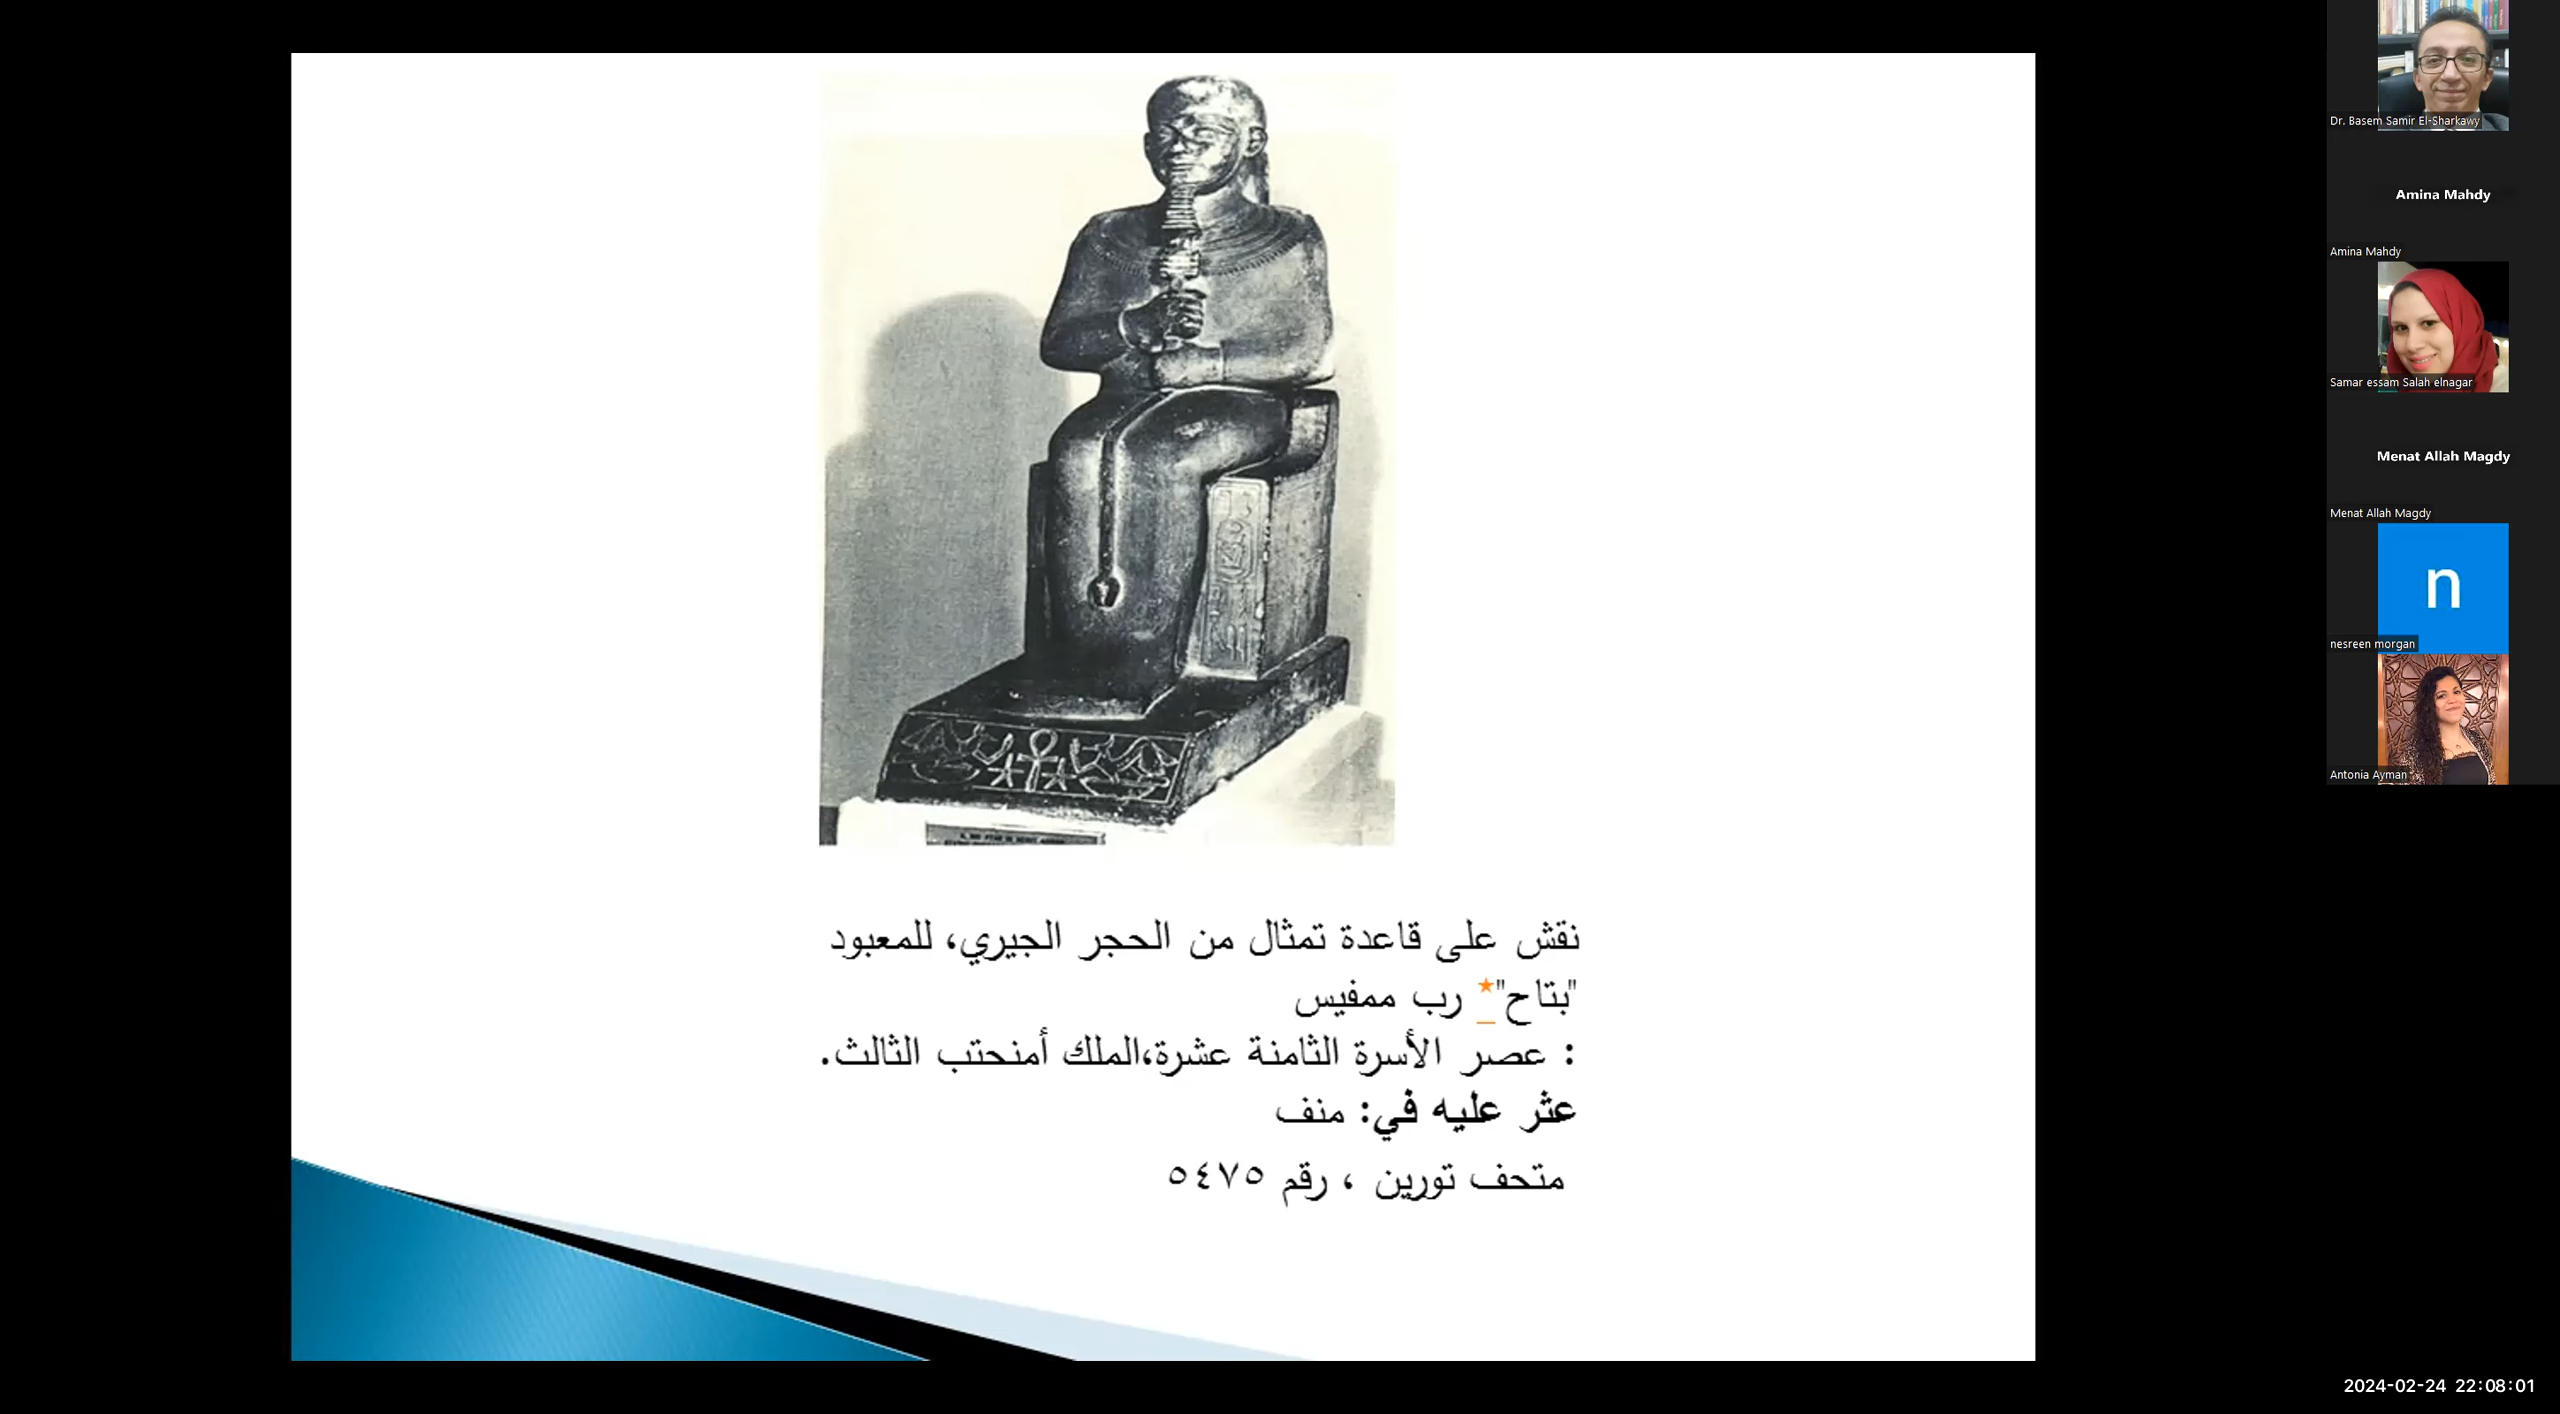 نقش على قاعدة تمثال من الحجر الجيري، للمعبود
"بتاح"* رب ممفيس
: عصر الأسرة الثامنة عشرة،الملك أمنحتب الثالث.
عثر عليه في: منف
متحف تورين ، رقم ٥٤٧٥
Dr. Basem Samir El-Sharkawy
Amina Mahdy
Amina Mahdy
Samar essam Salah elnagar
Menat Allah Magdy
Menat Allah Magdy
n
nesreen morgan
Antonia Ayman
2024-02-24 22:08:01